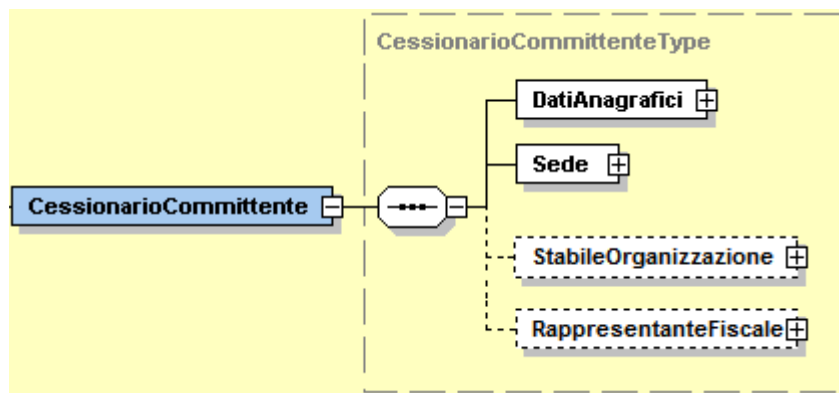 CessionarioCommittenteType
DatiAnagrafici
Sede
CessionarioCommittente
StabileOrganizzazione
RappresentanteFiscale